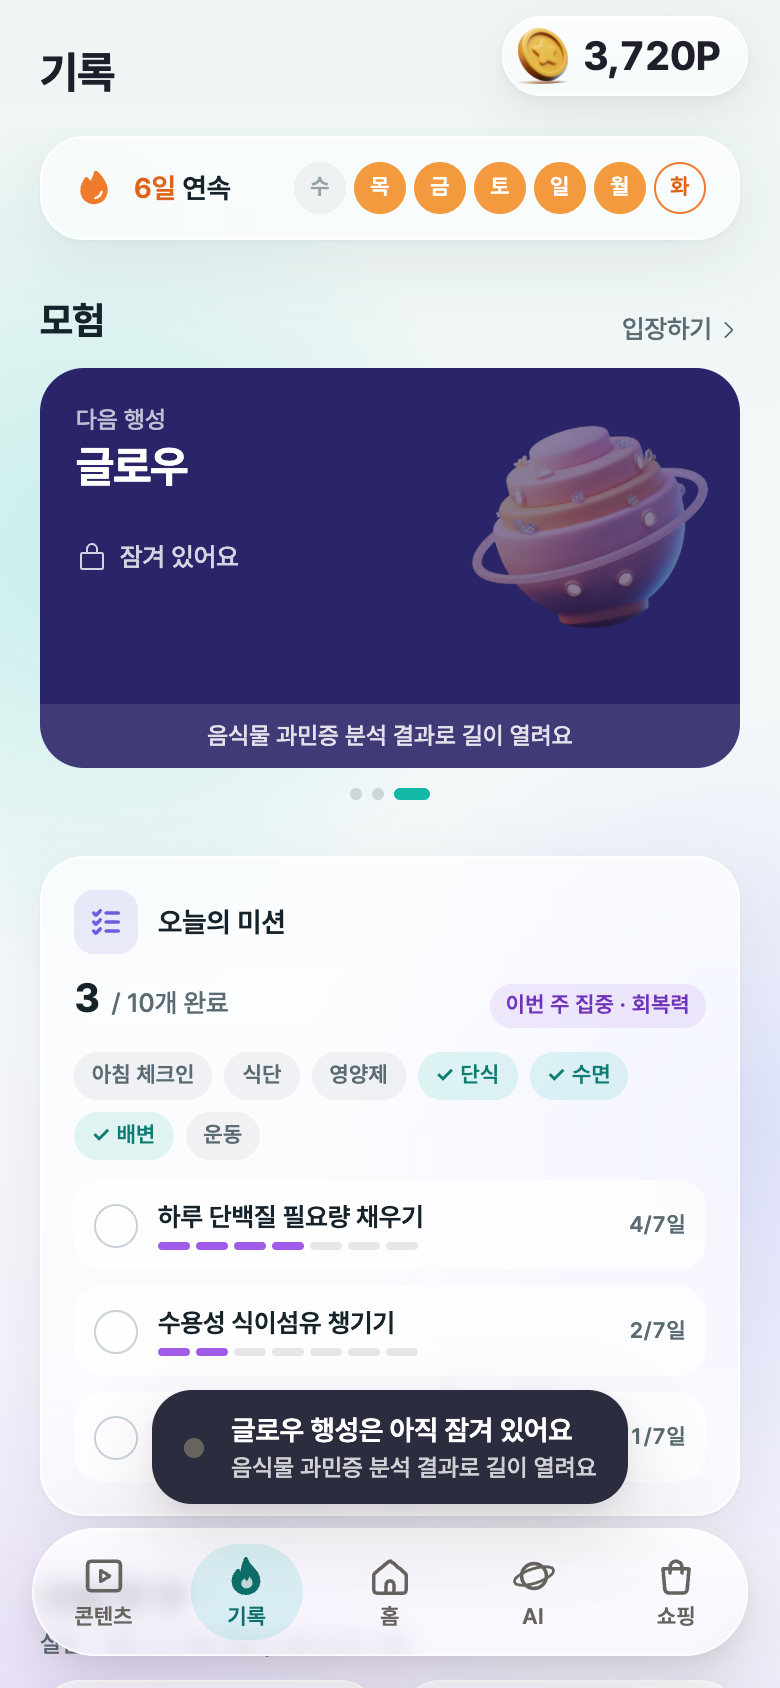 기록
3,720P
6일 연속
수 목 금 토 일 월 화
모험
입장하기
다음 행성
글로우
잠겨 있어요
음식물 과민증 분석 결과로 길이 열려요
오늘의 미션
3 / 10개 완료
이번 주 집중 · 회복력
아침 체크인 식단 영양제 단식 수면
배변 운동
하루 단백질 필요량 채우기
4/7일
수용성 식이섬유 챙기기
2/7일
글로우 행성은 아직 잠겨 있어요
1/7일
음식물 과민증 분석 결과로 길이 열려요
콘텐츠 기록 홈 AI 쇼핑